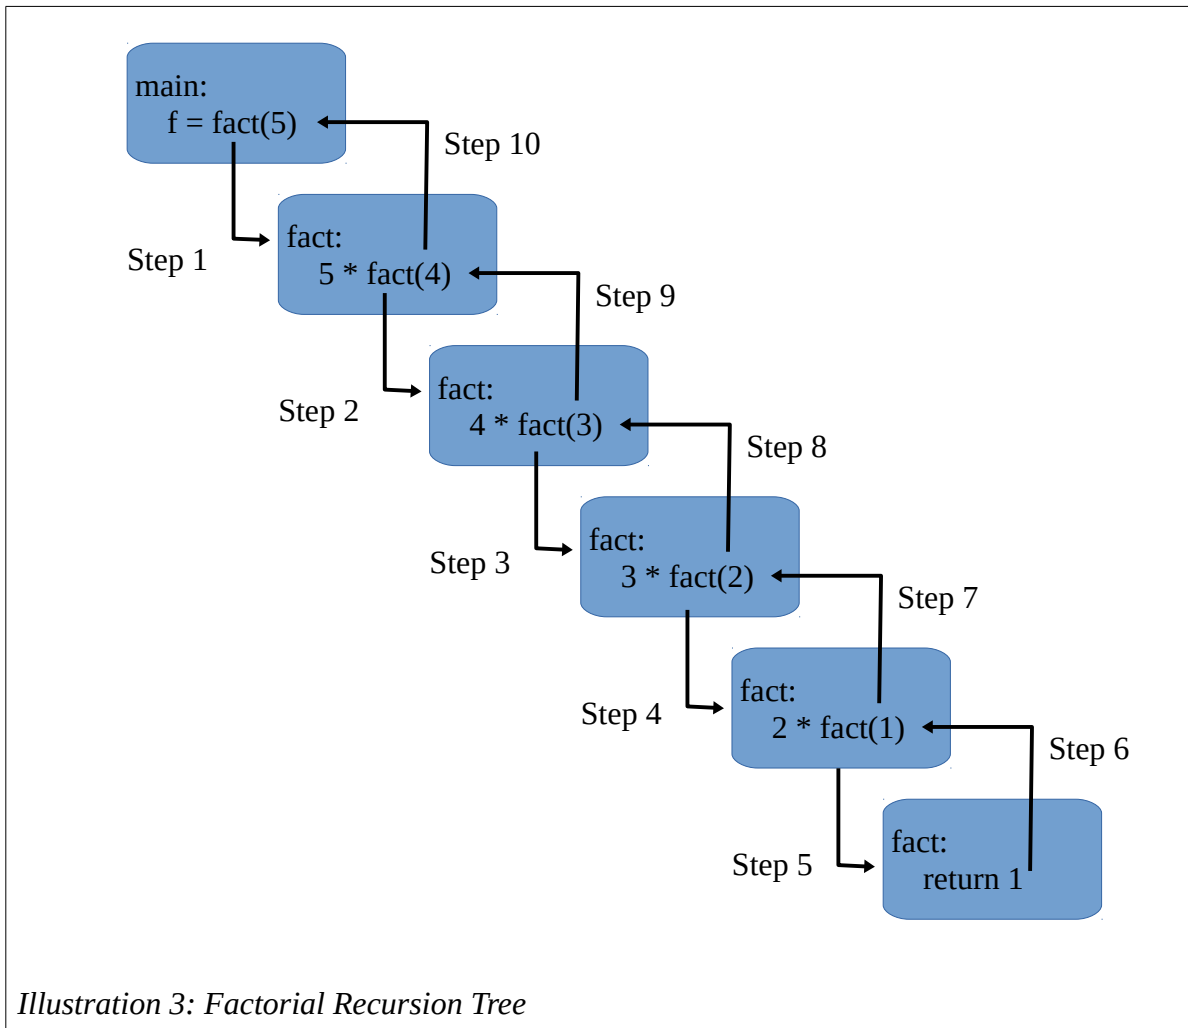 main:
f = fact(5)
Step 10
fact:
Step 1
5 * fact(4)
Step 9
fact:
Step 2
4 * fact(3)
Step 8
fact:
Step 3
3 * fact(2)
Step 7
fact:
Step 4
2 * fact(1)
Step 6
fact:
Step 5
return 1
Illustration 3: Factorial Recursion Tree